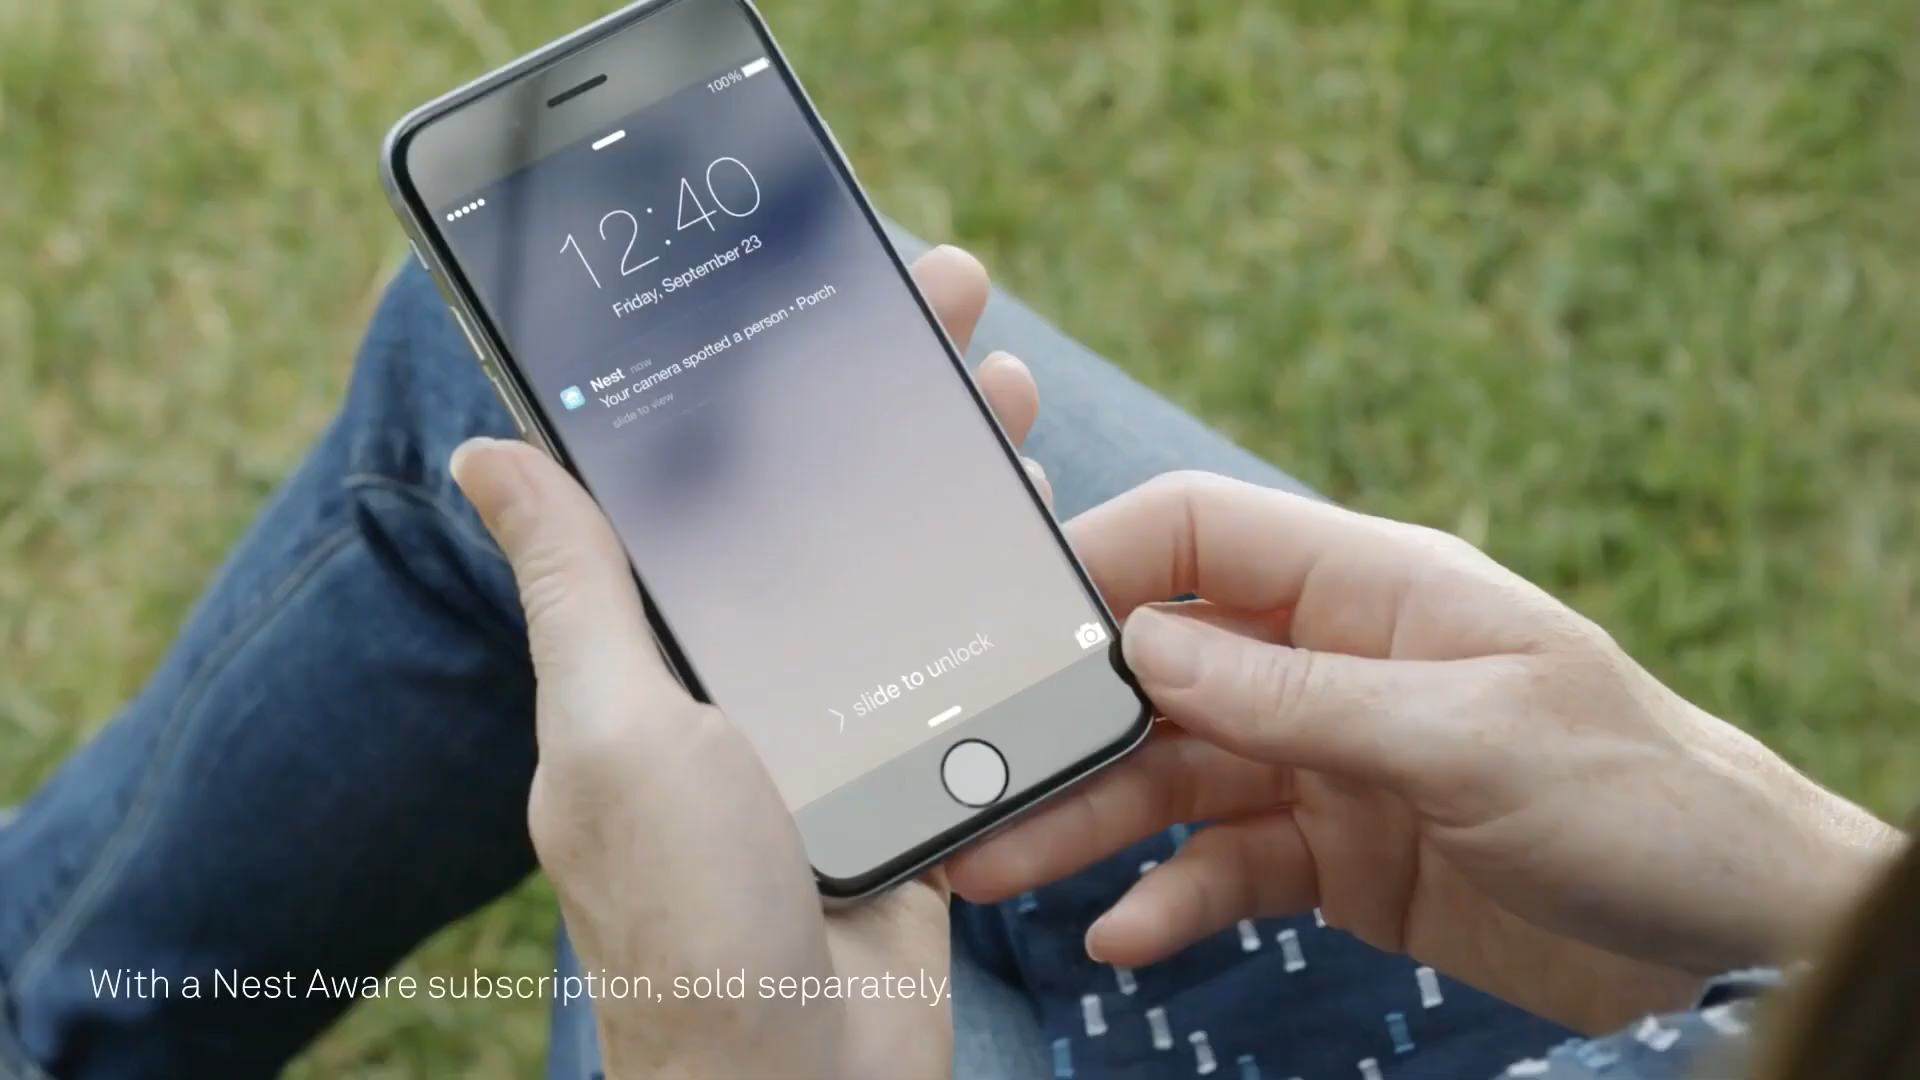 100%
12:40
Friday, September 23
Nest now
Your camera spotted a person • Porch
slide to view
> slide to unlock
With a Nest Aware subscription, sold separately.